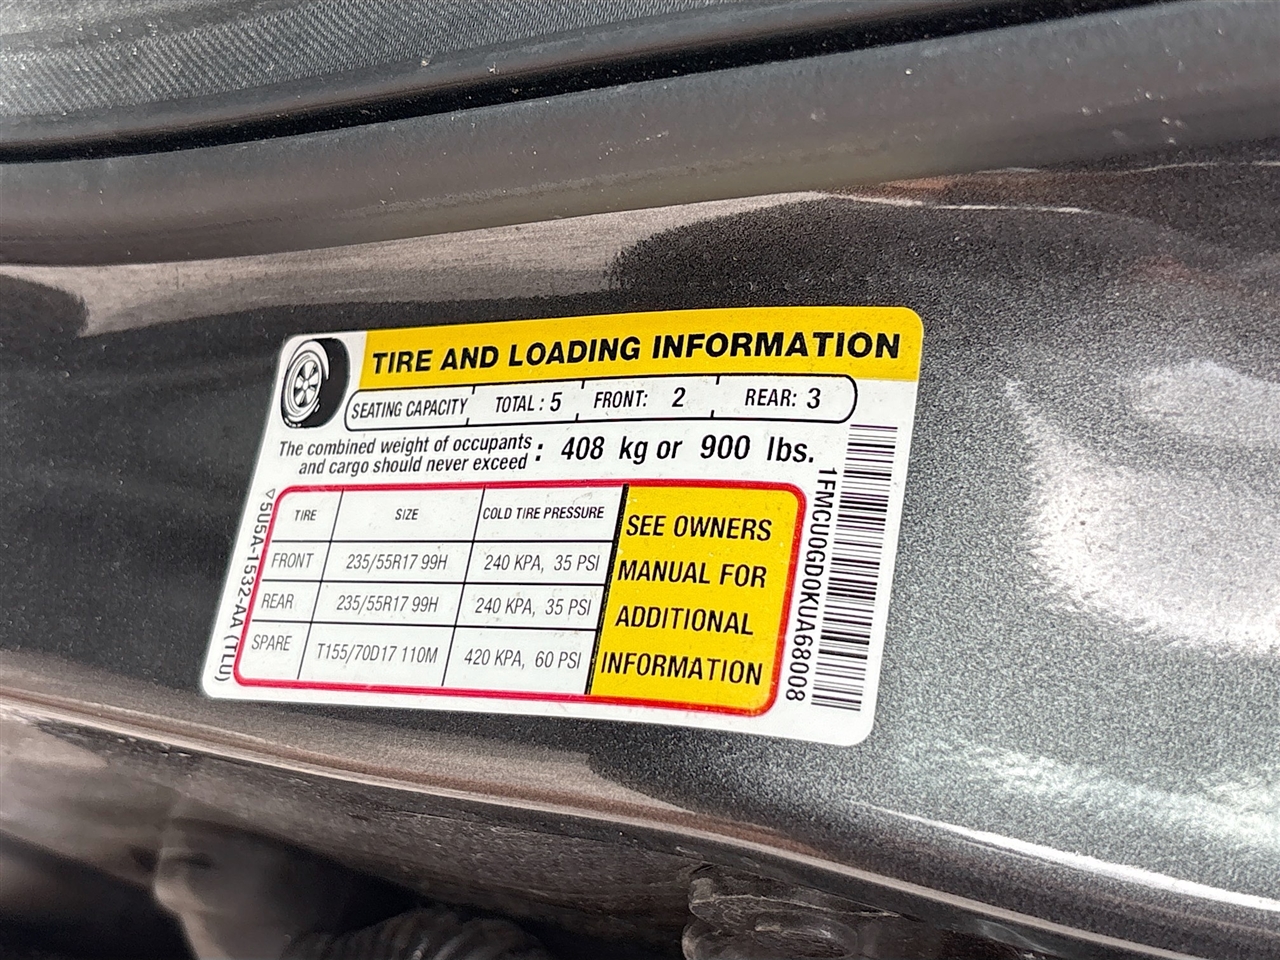 TIRE AND LOADING INFORMATION
SEATING CAPACITY TOTAL : 5 FRONT: 2 REAR: 3
The combined weight of occupants
and cargo should never exceed : 408 kg or 900 lbs.
TIRE SIZE COLD TIRE PRESSURE
FRONT 235/55R17 99H 240 KPA, 35 PSI
REAR 235/55R17 99H 240 KPA, 35 PSI
SPARE T155/70D17 110M 420 KPA, 60 PSI
SEE OWNERS
MANUAL FOR
ADDITIONAL
INFORMATION
5U5A-1532-AA (TLU)
1FMCU0GD0KUA68008